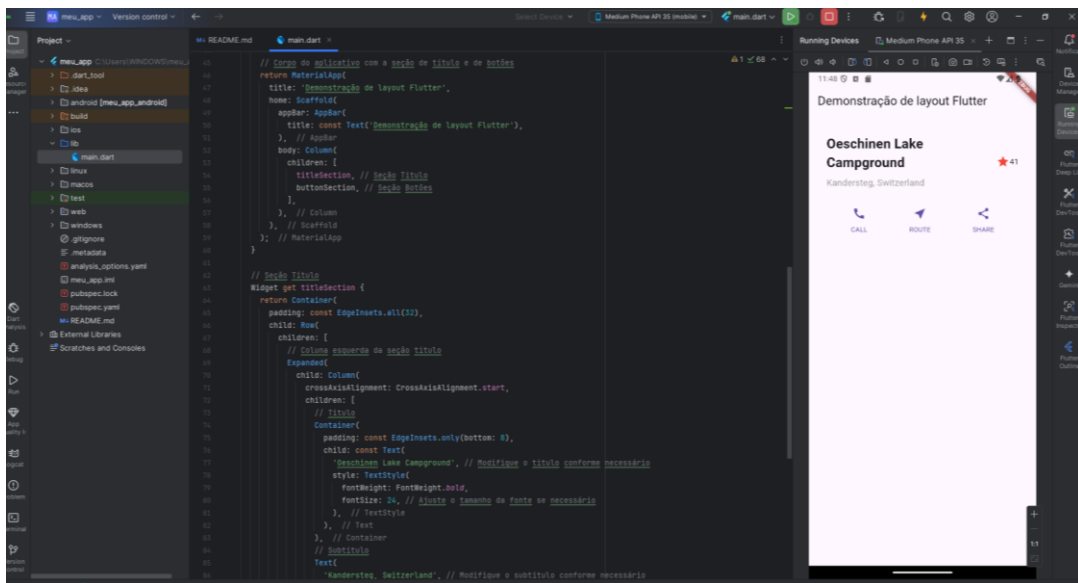 MA meu_app Version control
Select Device
Medium Phone API 35 (mobile)
main.dart
Project
README.md
main.dart
1 68
Running Devices
Medium Phone API 35
meu_app
.dart_tool
.idea
android [meu_app_android]
build
ios
lib
main.dart
linux
macos
test
web
windows
.gitignore
.metadata
analysis_options.yaml
meu_app.iml
pubspec.lock
pubspec.yaml
README.md
External Libraries
Scratches and Consoles
// Corpo do aplicativo com a seção de título e de botões
return MaterialApp(
title: 'Demonstração de layout Flutter',
home: Scaffold(
appBar: AppBar(
title: const Text('Demonstração de layout Flutter'),
), // AppBar
body: Column(
children: [
titleSection, // Seção Título
buttonSection, // Seção Botões
],
), // Column
), // Scaffold
); // MaterialApp
}
// Seção Título
Widget get titleSection {
return Container(
padding: const EdgeInsets.all(32),
child: Row(
children: [
// Coluna esquerda da seção título
Expanded(
child: Column(
crossAxisAlignment: CrossAxisAlignment.start,
children: [
// Título
Container(
padding: const EdgeInsets.only(bottom: 8),
child: const Text(
'Oeschinen Lake Campground', // Modifique o título conforme necessário
style: TextStyle(
fontWeight: FontWeight.bold,
fontSize: 24, // Ajuste o tamanho da fonte se necessário
), // TextStyle
), // Text
), // Container
// Subtítulo
Text(
'Kandersteg, Switzerland', // Modifique o subtítulo conforme necessário
11:48
Demonstração de layout Flutter
Oeschinen Lake
Campground
41
Kandersteg, Switzerland
CALL
ROUTE
SHARE
1:1